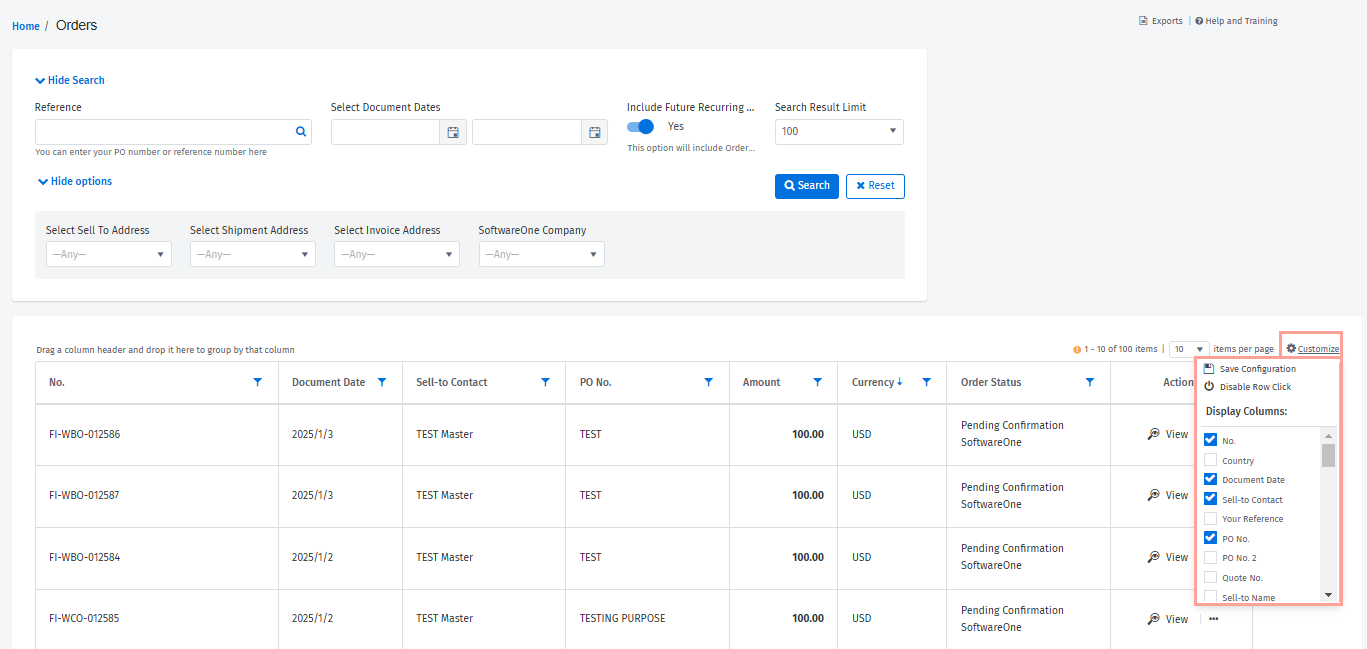 Home / Orders
Exports | Help and Training
Hide Search
Reference
Select Document Dates
Include Future Recurring ...
Search Result Limit
Yes
100
You can enter your PO number or reference number here
This option will include Order...
Hide options
Search
Reset
Select Sell To Address
Select Shipment Address
Select Invoice Address
SoftwareOne Company
—Any—
—Any—
—Any—
—Any—
Drag a column header and drop it here to group by that column
1 - 10 of 100 items | 10 items per page
Customize
No. Document Date Sell-to Contact PO No. Amount Currency Order Status Action
FI-WBO-012586 2025/1/3 TEST Master TEST 100.00 USD Pending Confirmation SoftwareOne View
FI-WBO-012587 2025/1/3 TEST Master TEST 100.00 USD Pending Confirmation SoftwareOne View
FI-WBO-012584 2025/1/2 TEST Master TEST 100.00 USD Pending Confirmation SoftwareOne View
FI-WCO-012585 2025/1/2 TEST Master TESTING PURPOSE 100.00 USD Pending Confirmation SoftwareOne View | ...
Save Configuration
Disable Row Click
Display Columns:
No.
Country
Document Date
Sell-to Contact
Your Reference
PO No.
PO No. 2
Quote No.
Sell-to Name